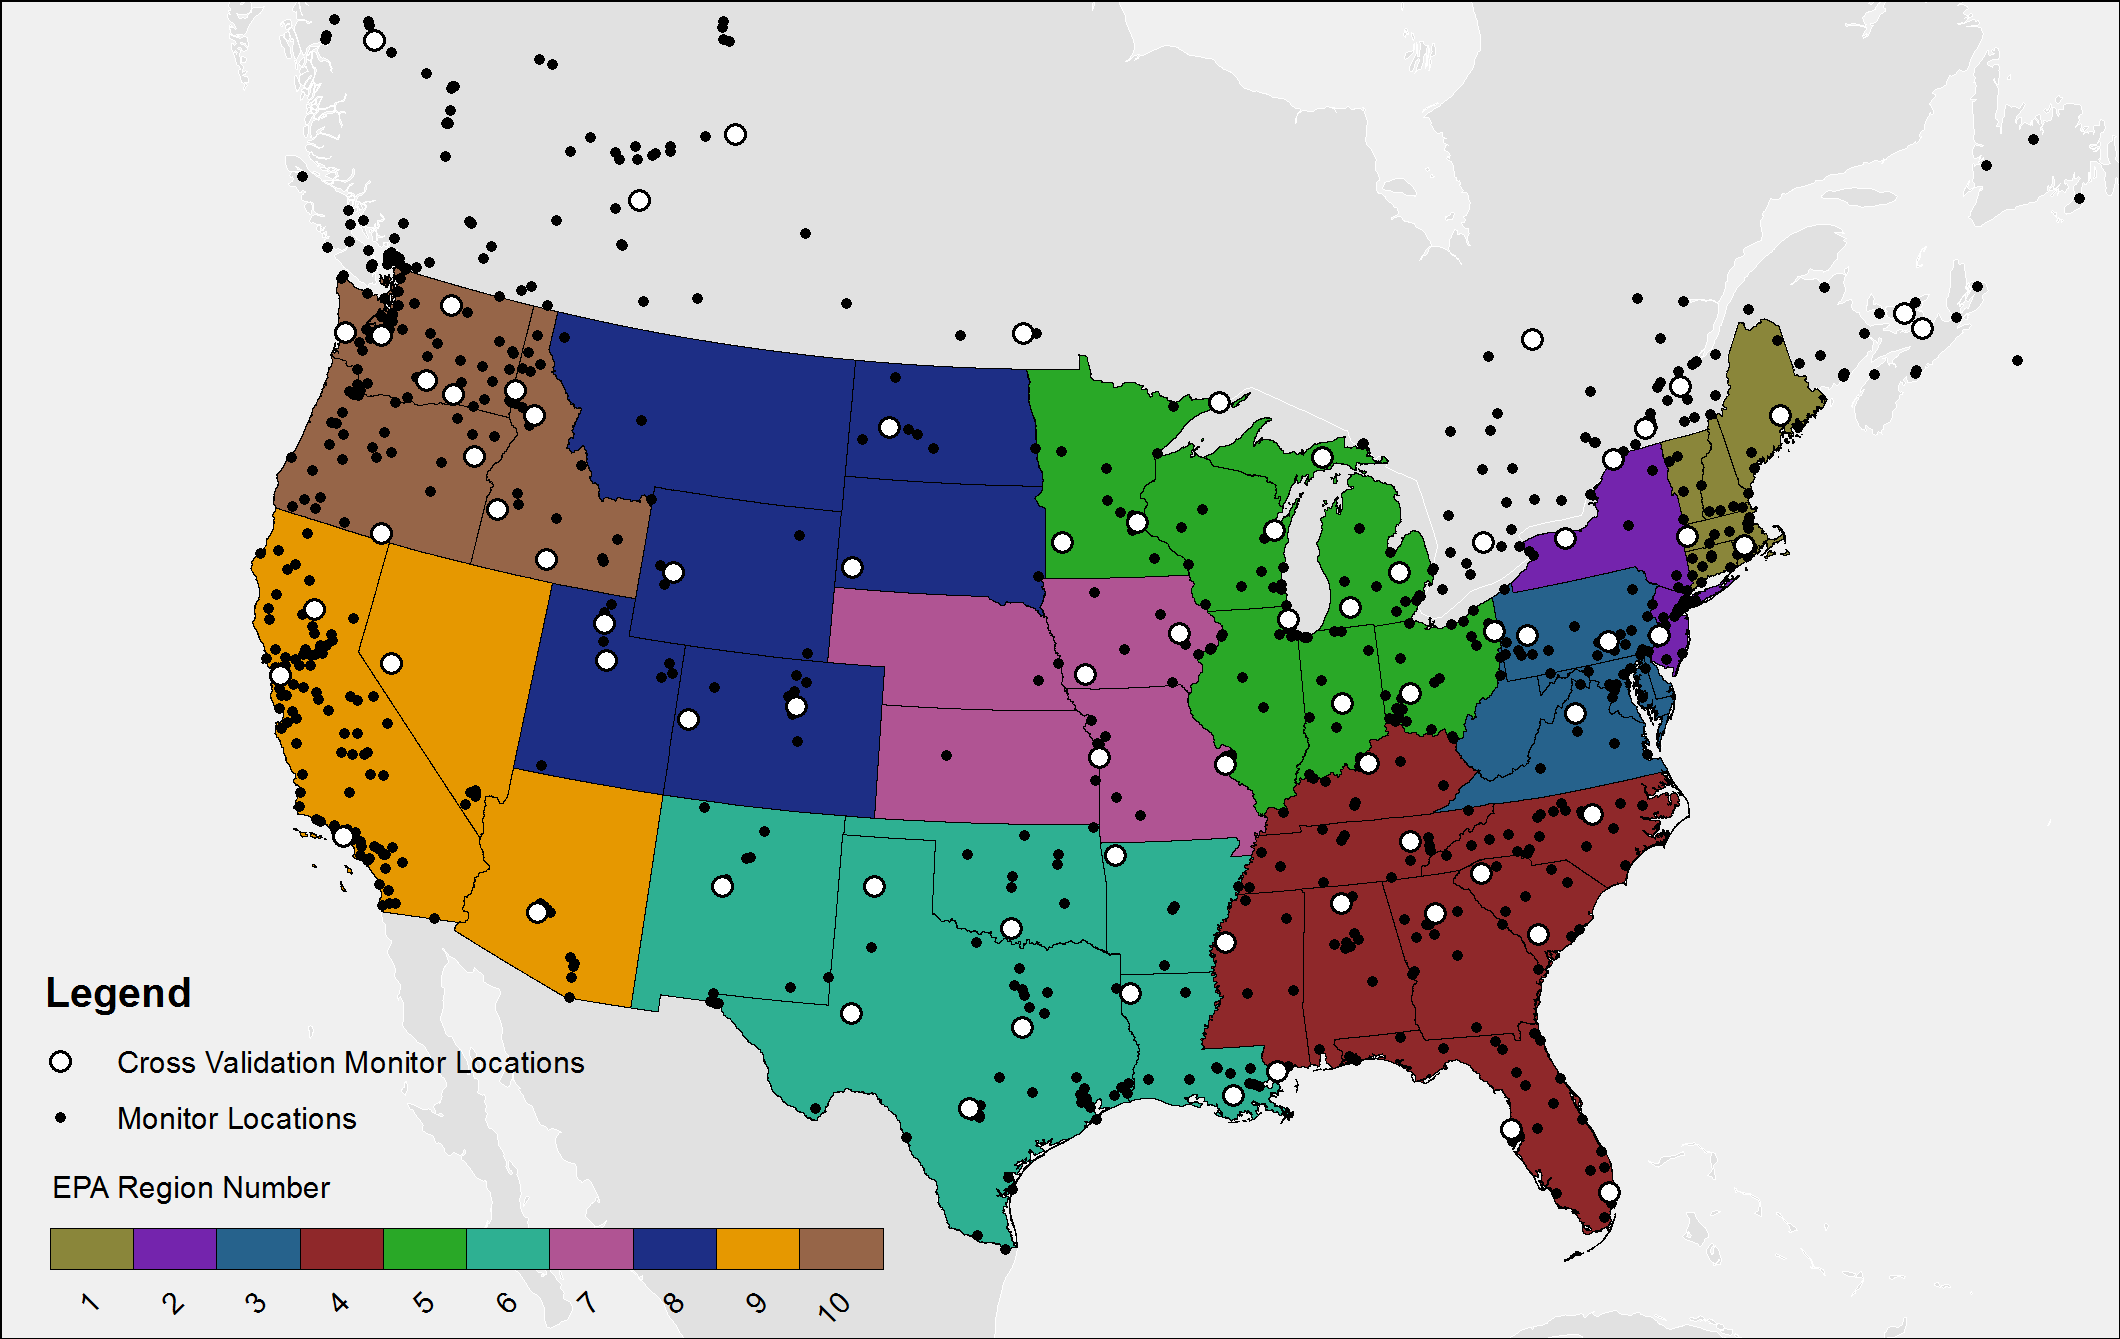 Legend
Cross Validation Monitor Locations
Monitor Locations
EPA Region Number
1 2 3 4 5 6 7 8 9 10